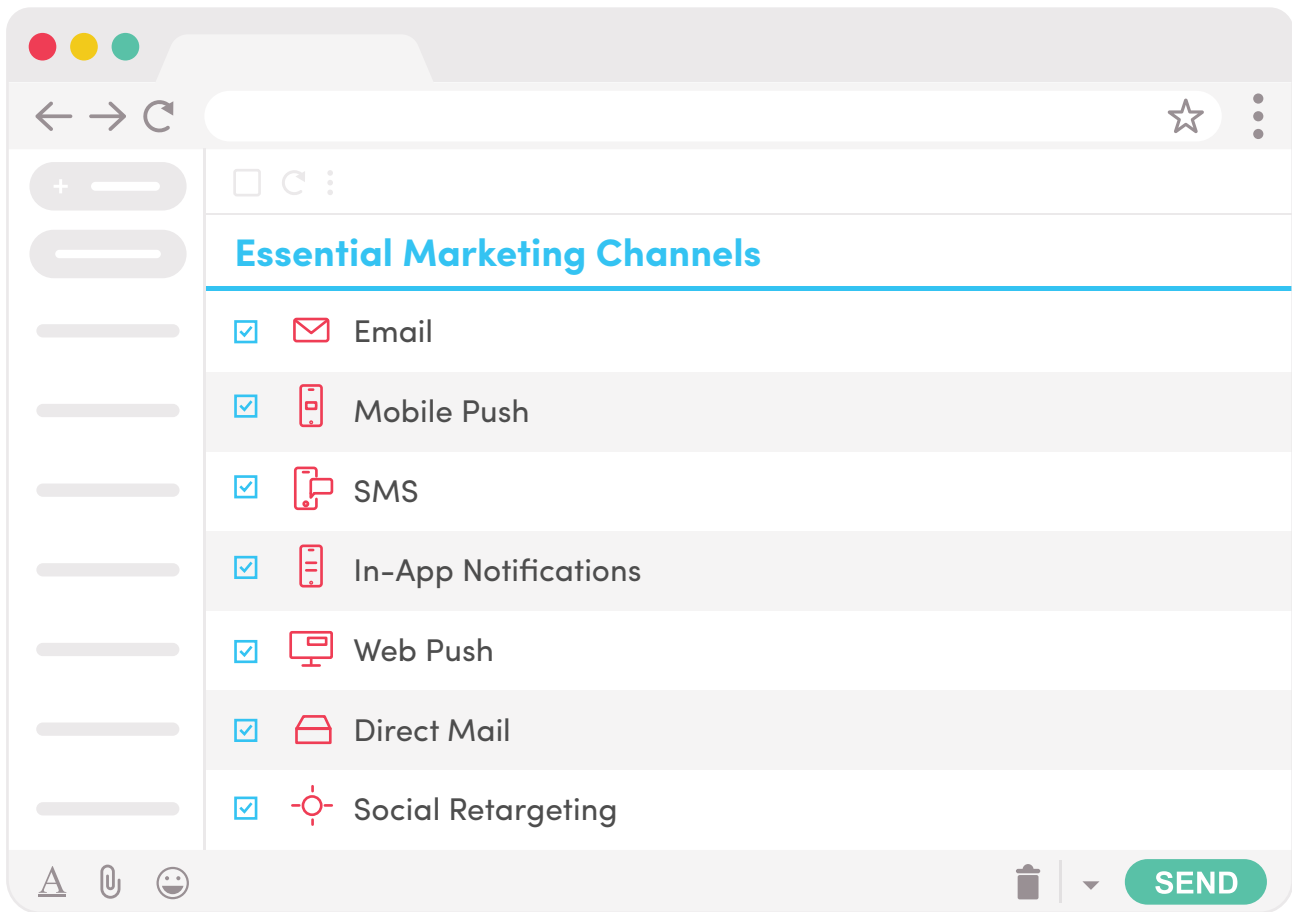 Essential Marketing Channels
Email
Mobile Push
SMS
In-App Notifications
Web Push
Direct Mail
Social Retargeting
A
SEND